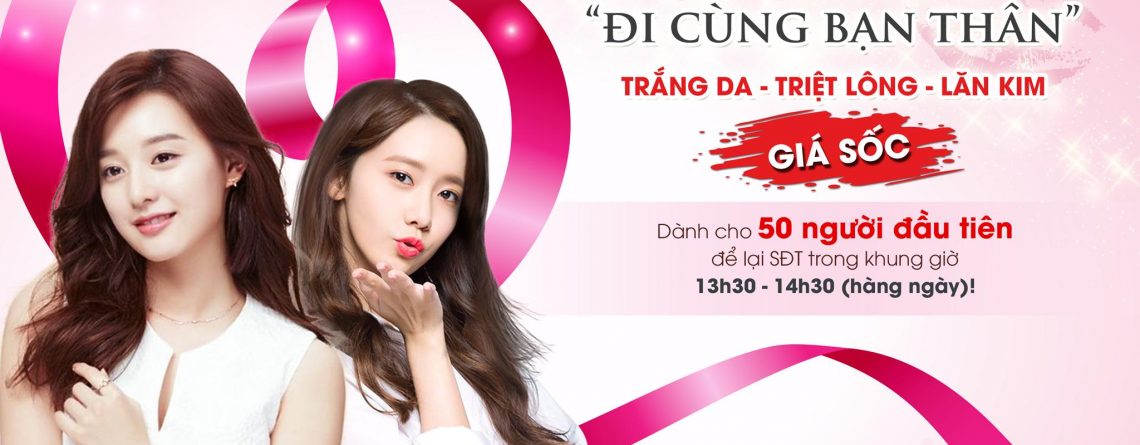 “ĐI CÙNG BẠN THÂN”
TRẮNG DA - TRIỆT LÔNG - LĂN KIM
GIÁ SỐC
Dành cho 50 người đầu tiên
để lại SĐT trong khung giờ
13h30 - 14h30 (hàng ngày)!